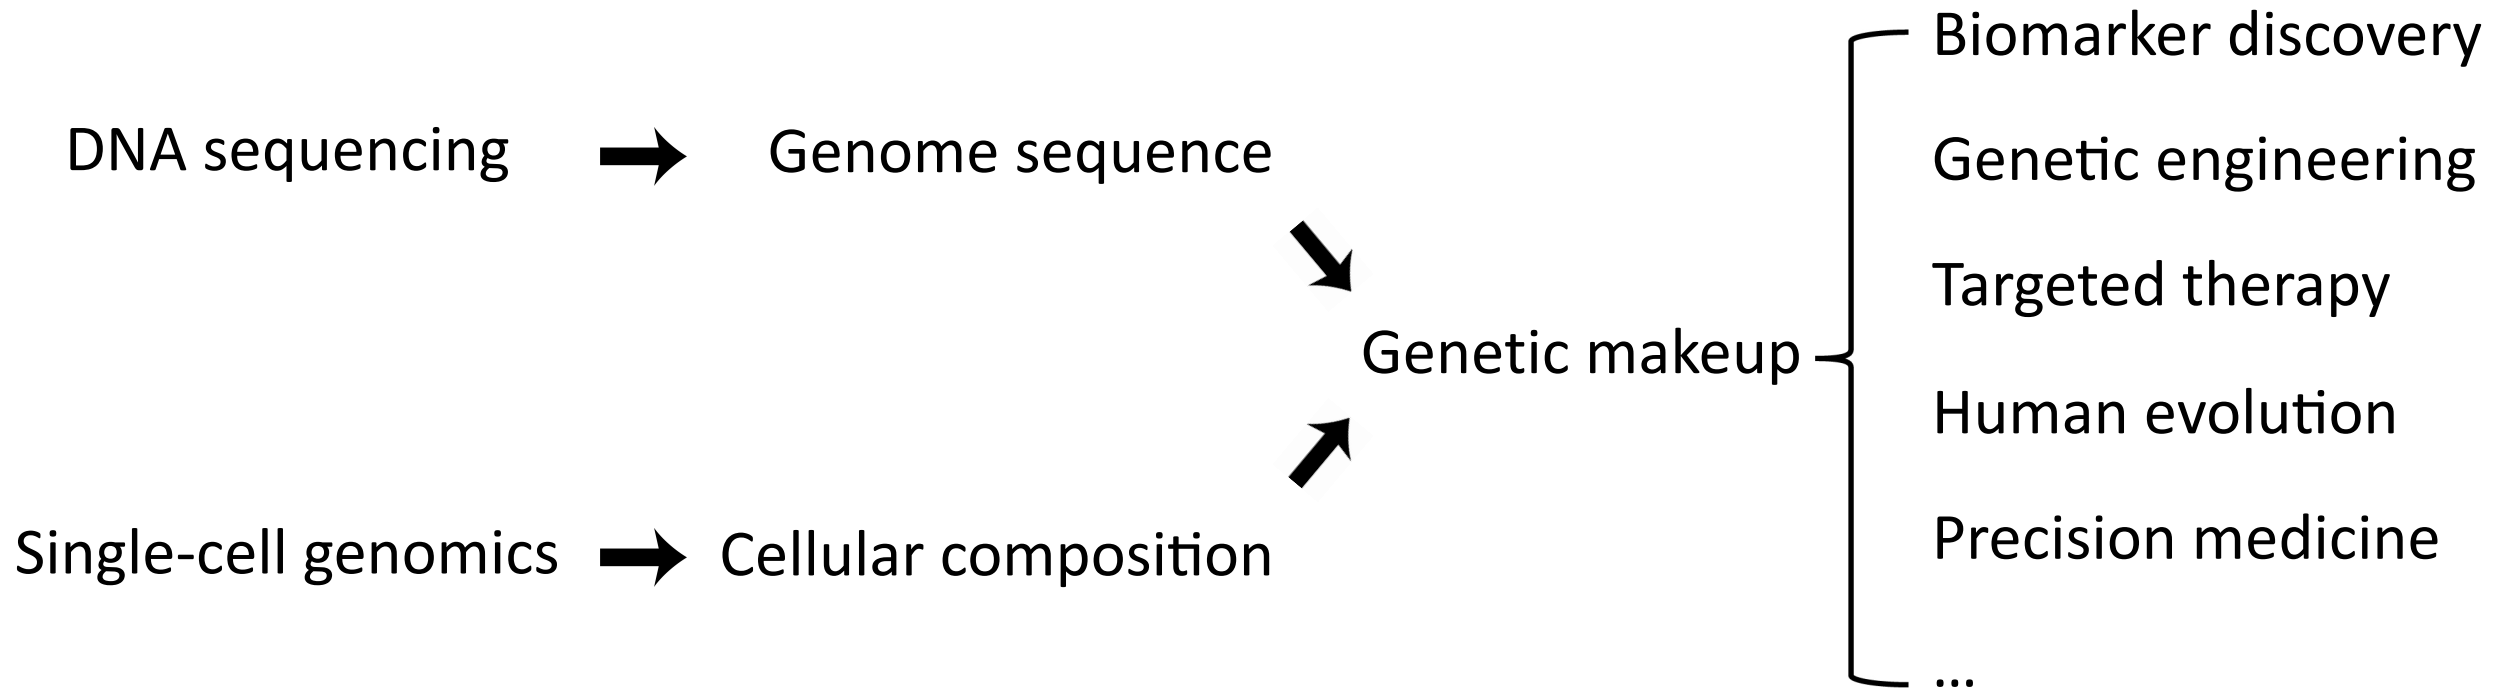 DNA sequencing
Genome sequence
Single-cell genomics
Cellular composition
Genetic makeup
Biomarker discovery
Genetic engineering
Targeted therapy
Human evolution
Precision medicine
...